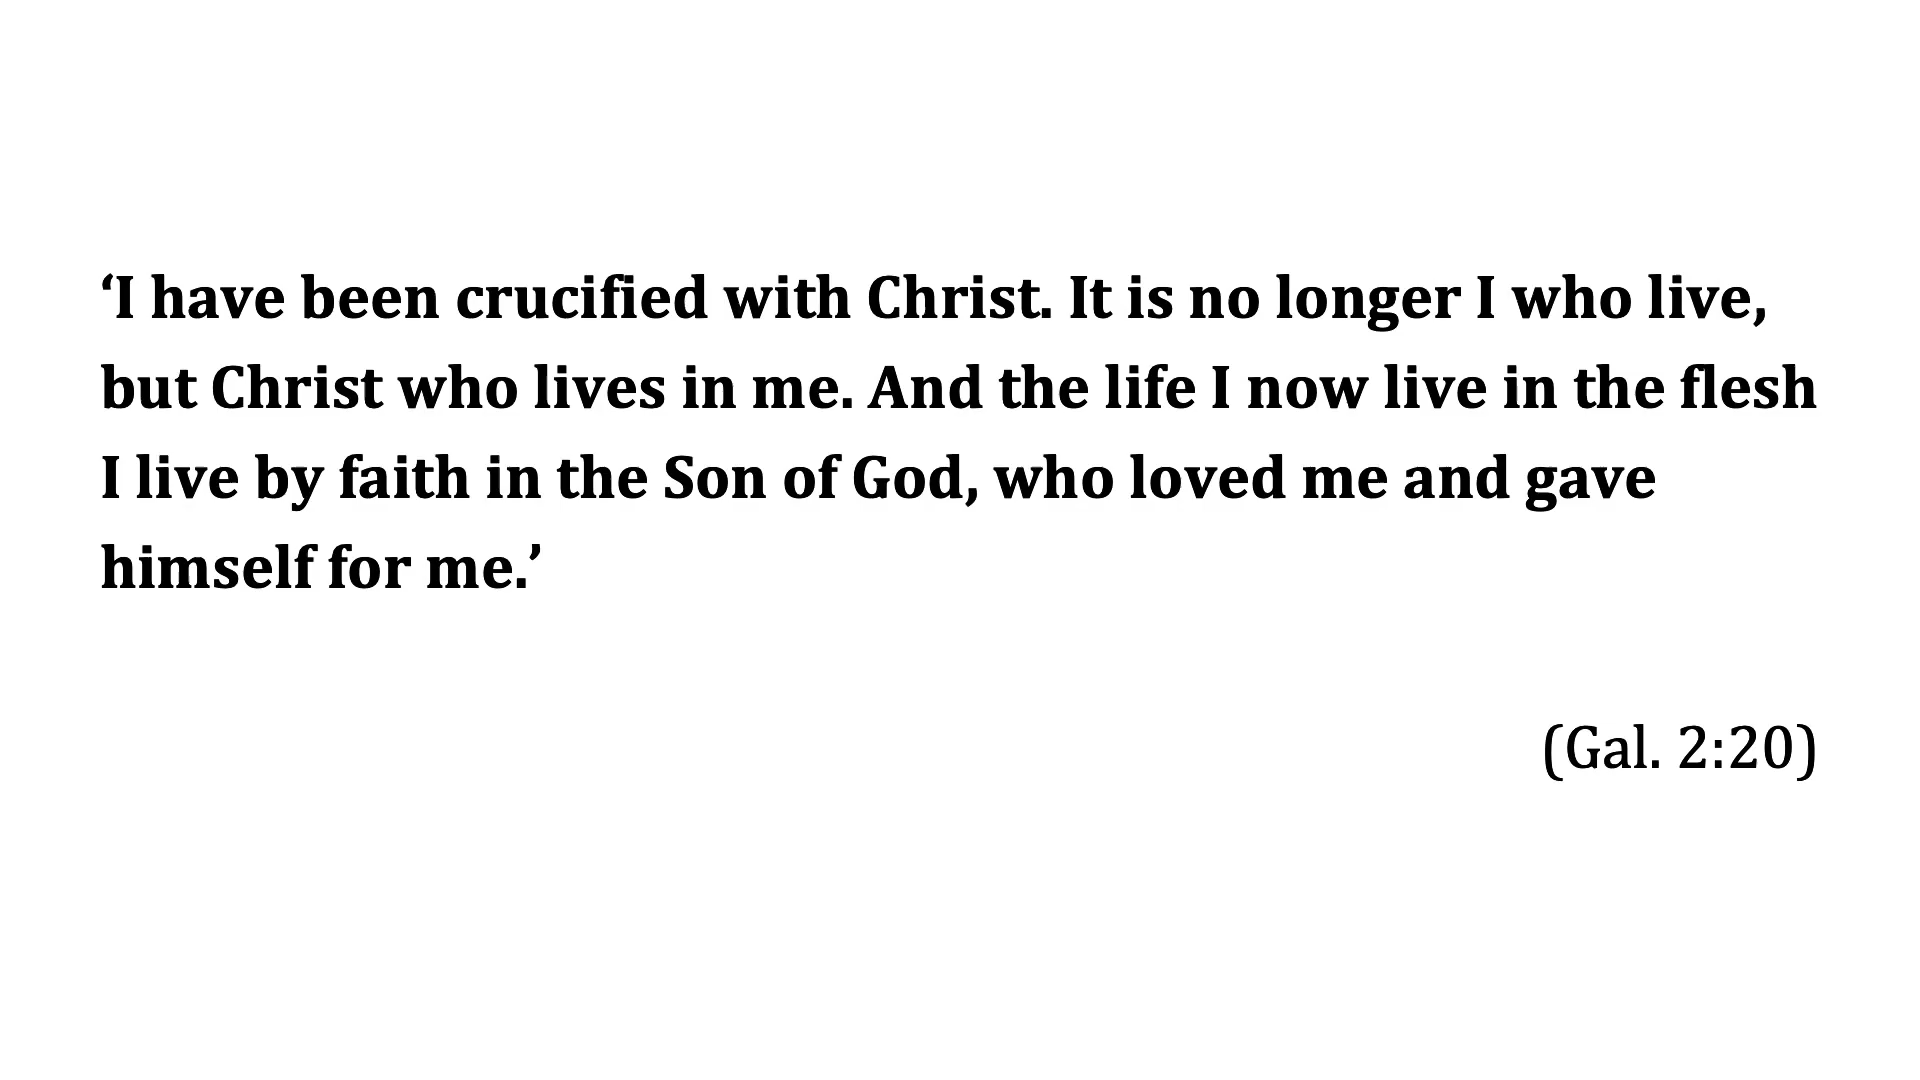 ‘I have been crucified with Christ. It is no longer I who live,
but Christ who lives in me. And the life I now live in the flesh
I live by faith in the Son of God, who loved me and gave
himself for me.’
(Gal. 2:20)